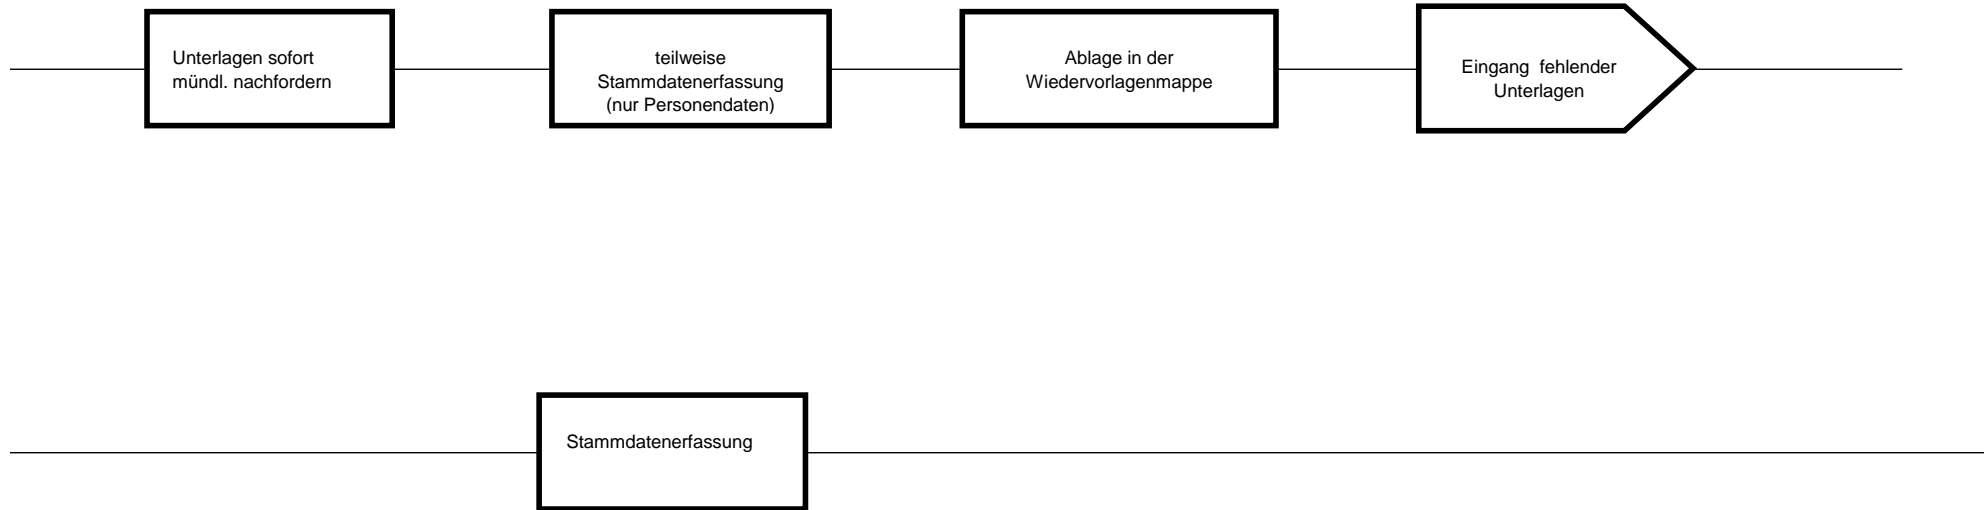 Unterlagen sofort
mündl. nachfordern
teilweise
Stammdatenerfassung
(nur Personendaten)
Ablage in der
Wiedervorlagenmappe
Eingang fehlender
Unterlagen
Stammdatenerfassung